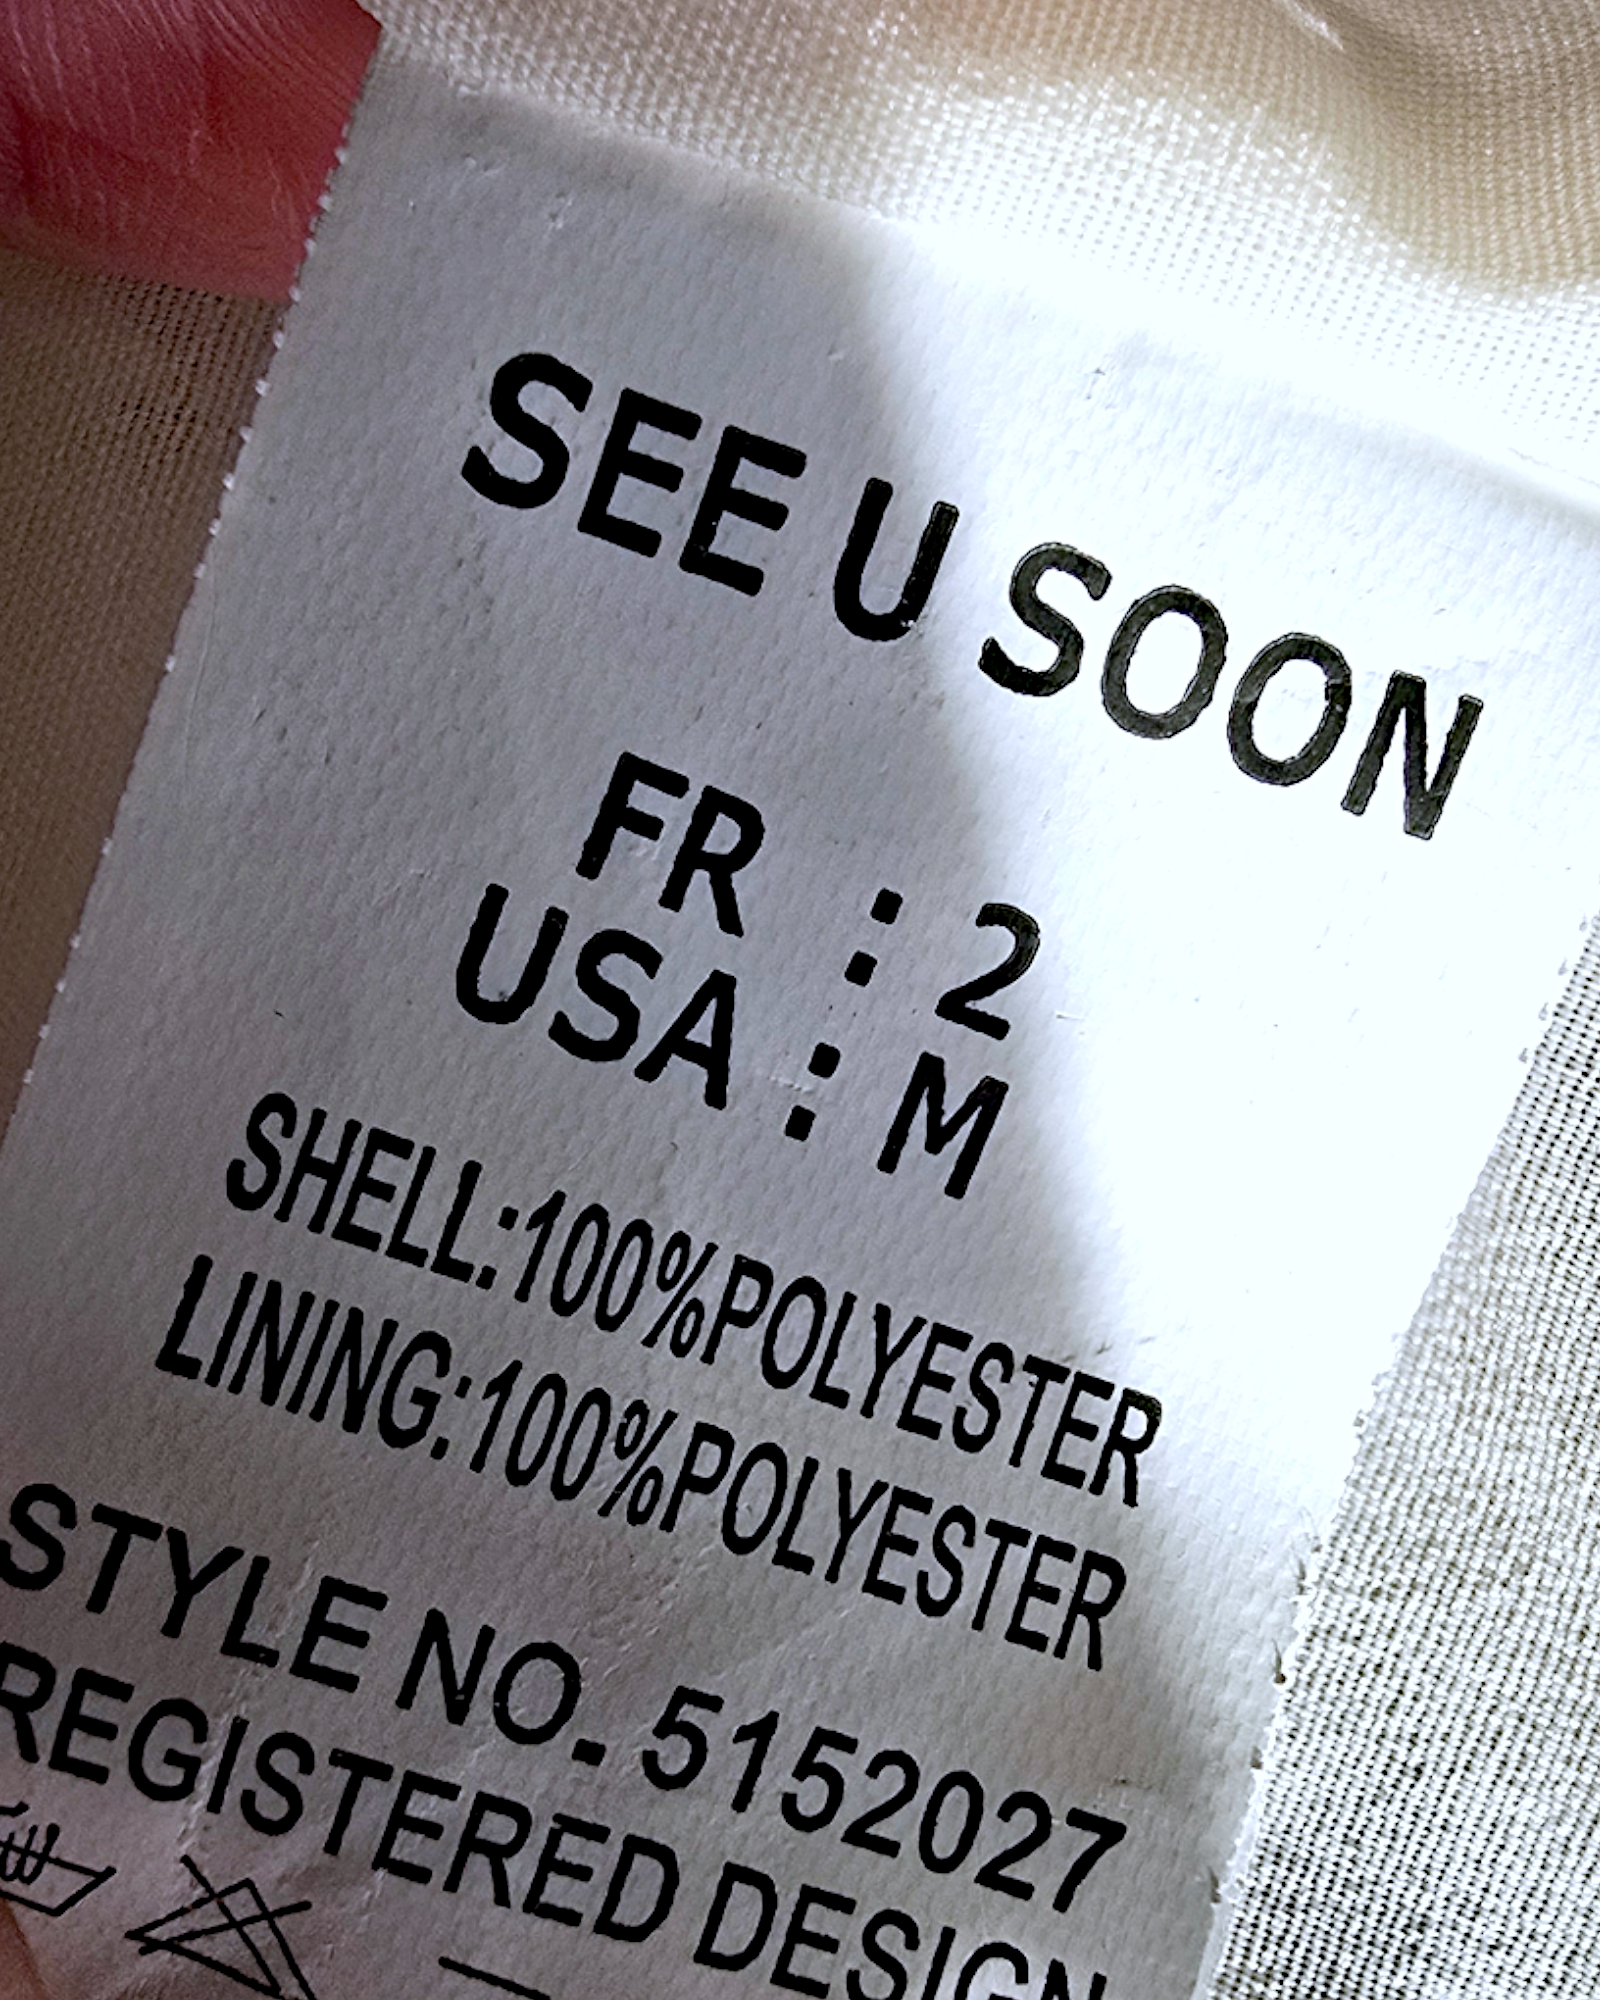 SEE U SOON
FR : 2
USA : M
SHELL:100%POLYESTER
LINING:100%POLYESTER
STYLE NO. 5152027
REGISTERED DESIGN